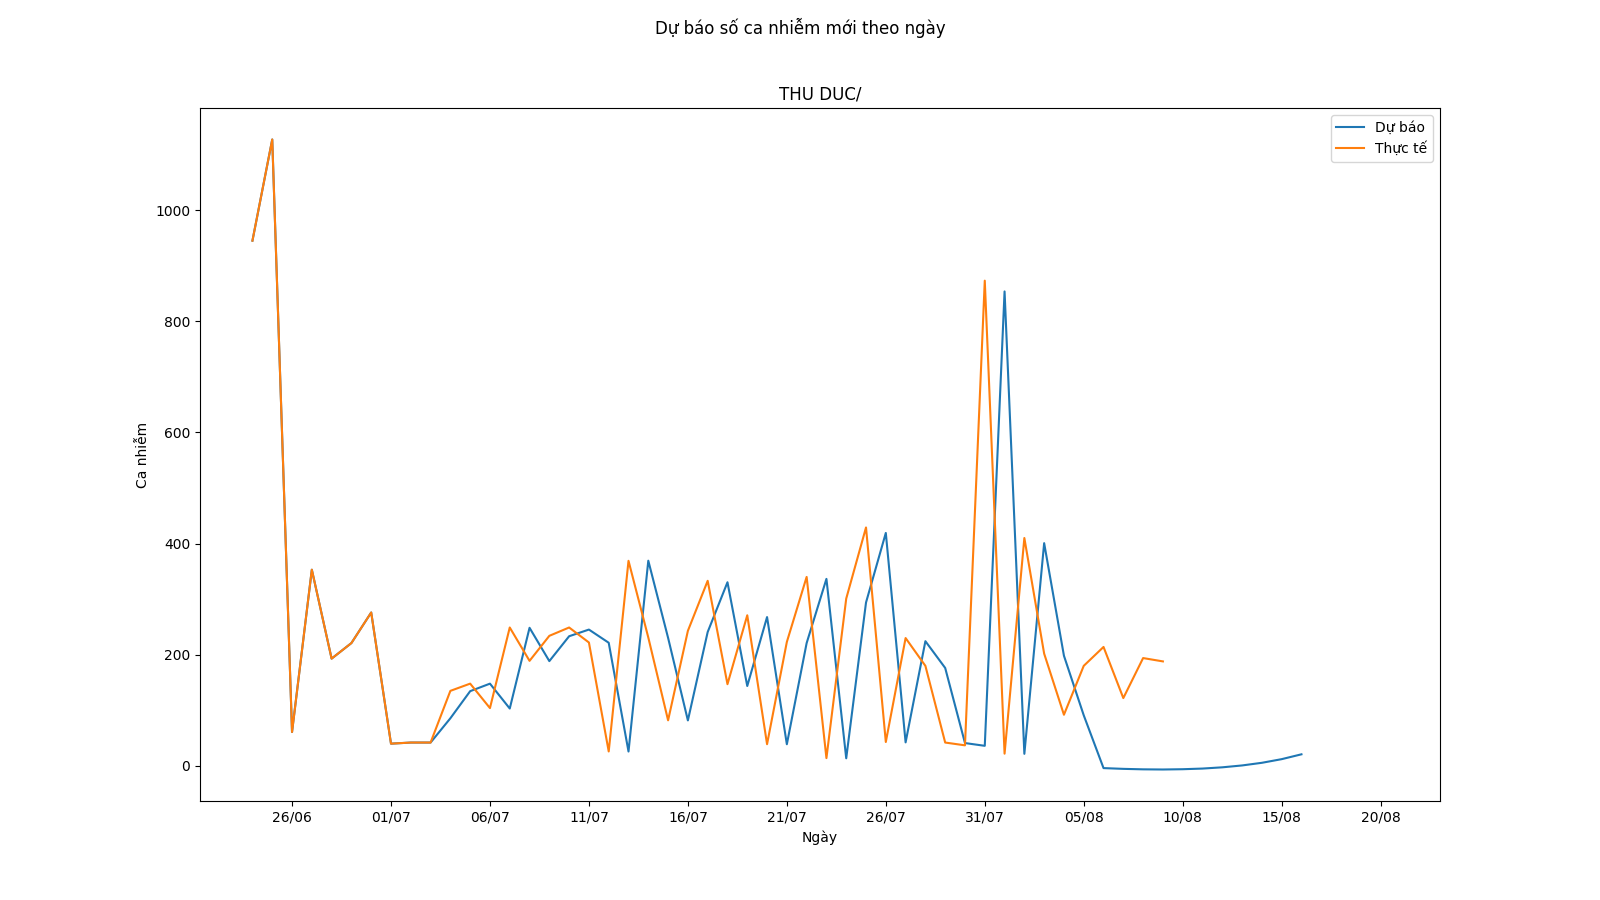 Dự báo số ca nhiễm mới theo ngày
THU DUC/
Dự báo
Thực tế
1000
800
600
400
200
0
Ca nhiễm
26/06 01/07 06/07 11/07 16/07 21/07 26/07 31/07 05/08 10/08 15/08 20/08
Ngày